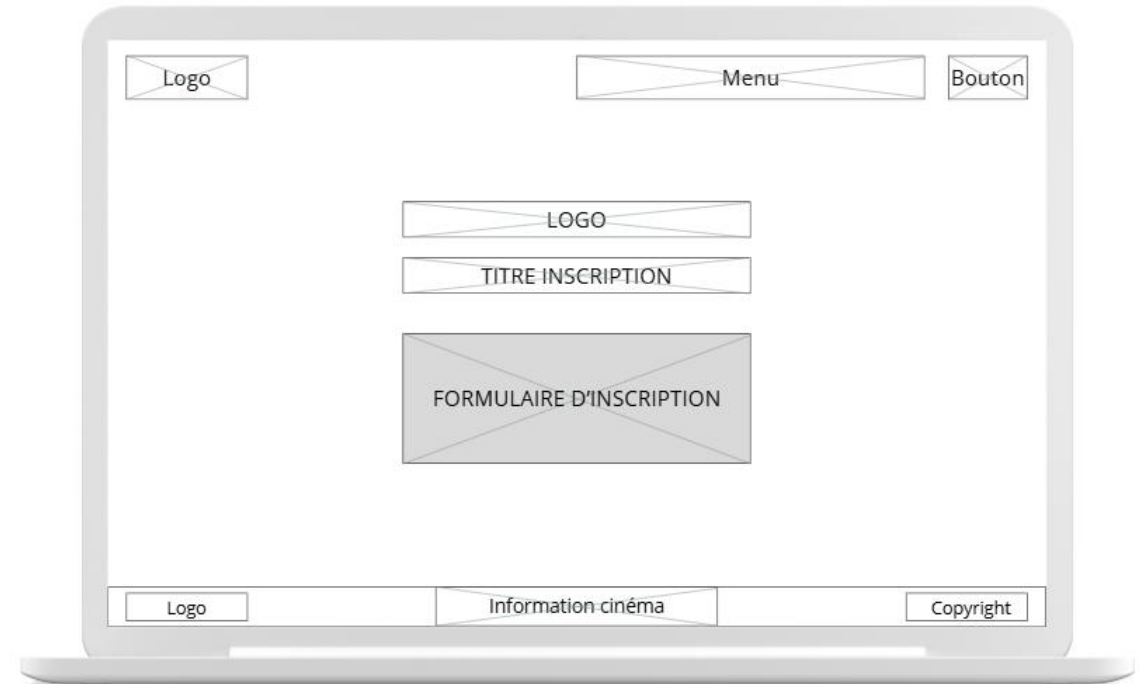 Logo
Menu
Bouton
LOGO
TITRE INSCRIPTION
FORMULAIRE D’INSCRIPTION
Logo
Information cinéma
Copyright